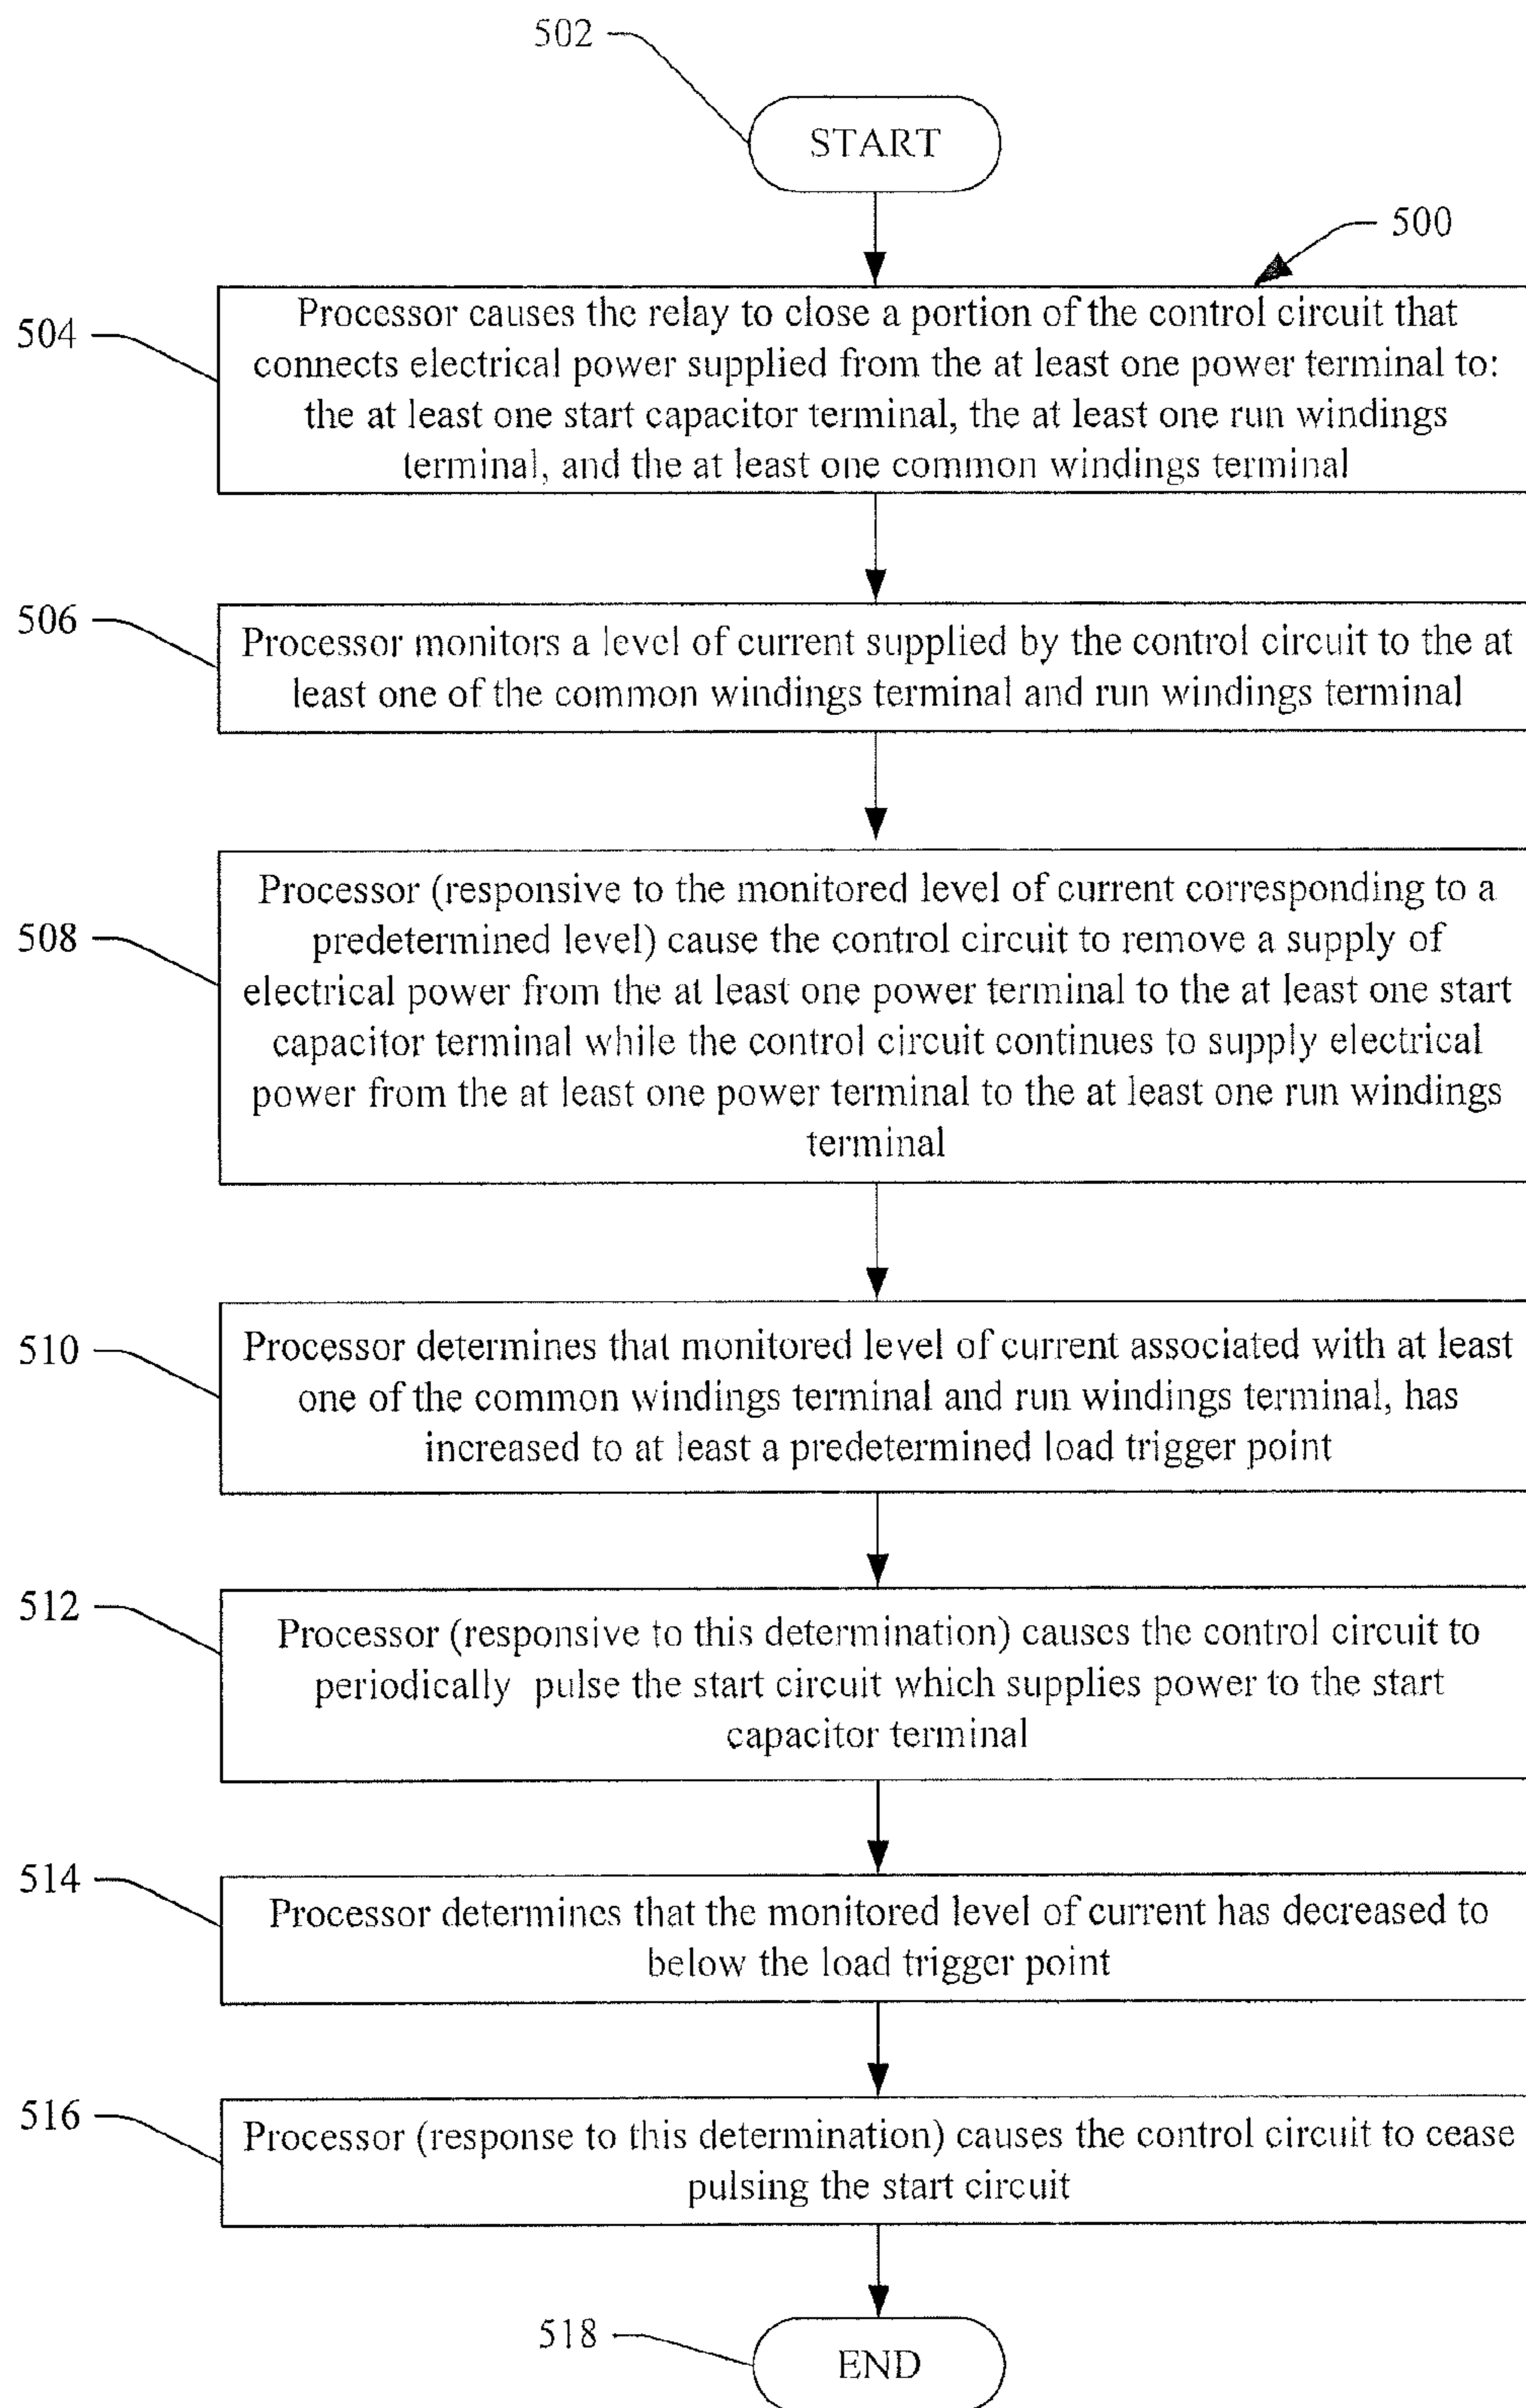 502
START
500
504
Processor causes the relay to close a portion of the control circuit that
connects electrical power supplied from the at least one power terminal to:
the at least one start capacitor terminal, the at least one run windings
terminal, and the at least one common windings terminal
506
Processor monitors a level of current supplied by the control circuit to the at
least one of the common windings terminal and run windings terminal
508
Processor (responsive to the monitored level of current corresponding to a
predetermined level) cause the control circuit to remove a supply of
electrical power from the at least one power terminal to the at least one start
capacitor terminal while the control circuit continues to supply electrical
power from the at least one power terminal to the at least one run windings
terminal
510
Processor determines that monitored level of current associated with at least
one of the common windings terminal and run windings terminal, has
increased to at least a predetermined load trigger point
512
Processor (responsive to this determination) causes the control circuit to
periodically pulse the start circuit which supplies power to the start
capacitor terminal
514
Processor determines that the monitored level of current has decreased to
below the load trigger point
516
Processor (response to this determination) causes the control circuit to cease
pulsing the start circuit
518
END